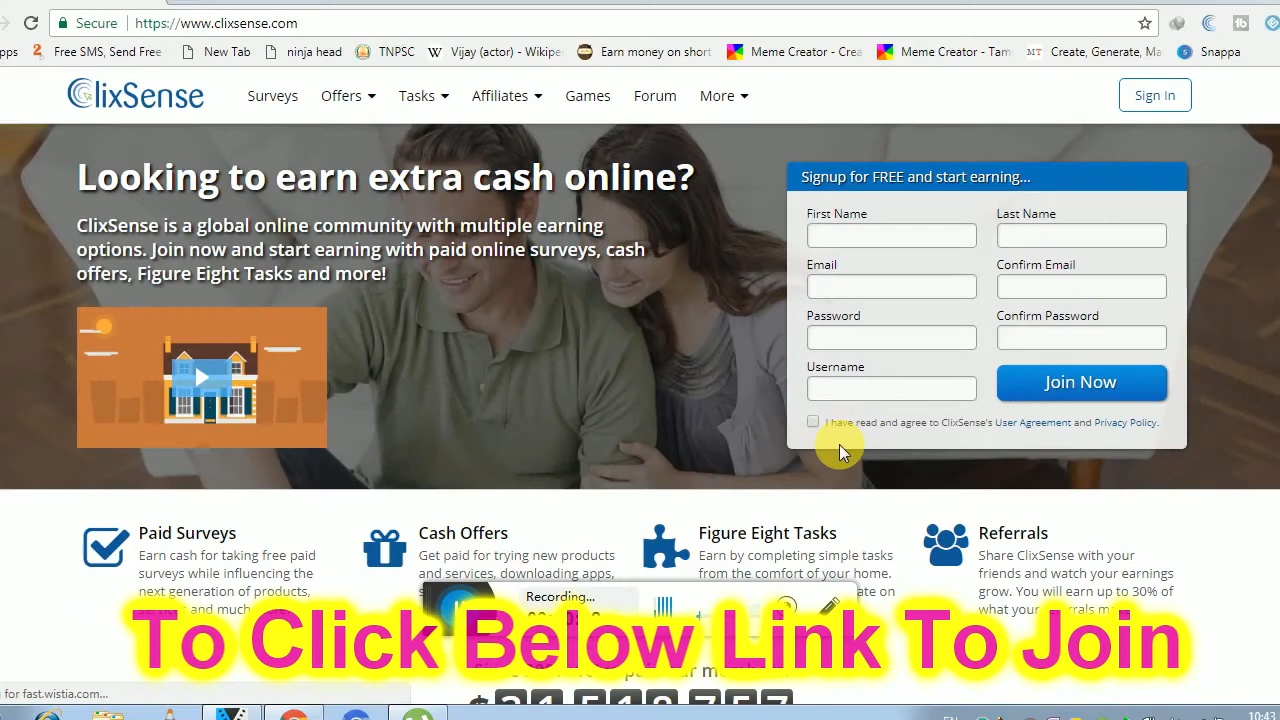 Secure https://www.clixsense.com
pps Free SMS, Send Free New Tab ninja head TNPSC Vijay (actor) - Wikipe Earn money on short Meme Creator - Crea Meme Creator - Tam MT Create, Generate, Ma Snappa
ClixSense Surveys Offers Tasks Affiliates Games Forum More Sign In
Looking to earn extra cash online?
ClixSense is a global online community with multiple earning
options. Join now and start earning with paid online surveys, cash
offers, Figure Eight Tasks and more!
Signup for FREE and start earning...
First Name Last Name
Email Confirm Email
Password Confirm Password
Username
Join Now
I have read and agree to ClixSense's User Agreement and Privacy Policy.
Paid Surveys
Earn cash for taking free paid
surveys while influencing the
next generation of products,
Cash Offers
Get paid for trying new products
and services, downloading apps,
Figure Eight Tasks
Earn by completing simple tasks
from the comfort of your home.
ate on
Referrals
Share ClixSense with your
friends and watch your earnings
grow. You will earn up to 30% of
what your
Recording...
To Click Below Link To Join
g for fast.wistia.com...
EN 10:43